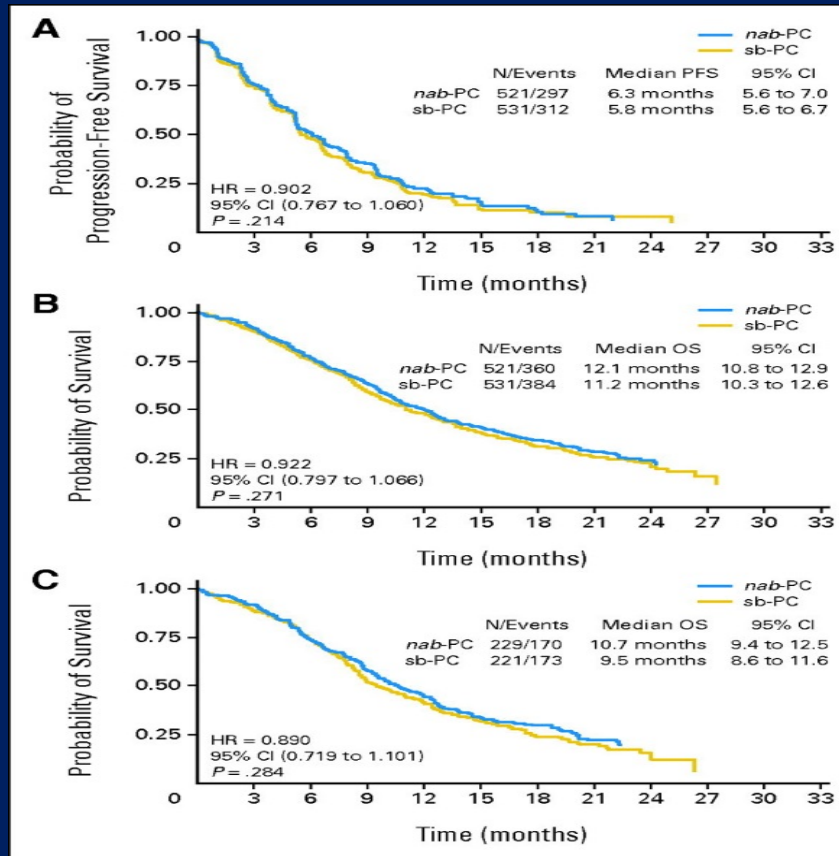 A
1.00
0.75
0.50
0.25
0
Probability of
Progression-Free Survival
nab-PC
sb-PC
N/Events Median PFS 95% CI
nab-PC 521/297 6.3 months 5.6 to 7.0
sb-PC 531/312 5.8 months 5.6 to 6.7
HR = 0.902
95% CI (0.767 to 1.060)
P = .214
3 6 9 12 15 18 21 24 27 30 33
Time (months)
B
1.00
0.75
0.50
0.25
0
Probability of Survival
nab-PC
sb-PC
N/Events Median OS 95% CI
nab-PC 521/360 12.1 months 10.8 to 12.9
sb-PC 531/384 11.2 months 10.3 to 12.6
HR = 0.922
95% CI (0.797 to 1.066)
P = .271
3 6 9 12 15 18 21 24 27 30 33
Time (months)
C
1.00
0.75
0.50
0.25
0
Probability of Survival
nab-PC
sb-PC
N/Events Median OS 95% CI
nab-PC 229/170 10.7 months 9.4 to 12.5
sb-PC 221/173 9.5 months 8.6 to 11.6
HR = 0.890
95% CI (0.719 to 1.101)
P = .284
3 6 9 12 15 18 21 24 27 30 33
Time (months)